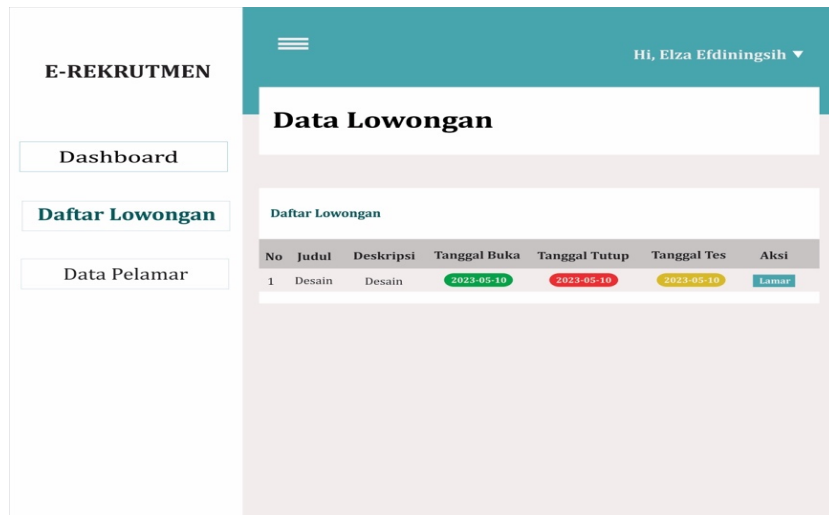 E-REKRUTMEN
Dashboard
Daftar Lowongan
Data Pelamar
Hi, Elza Efdiningsih
Data Lowongan
Daftar Lowongan
No Judul Deskripsi Tanggal Buka Tanggal Tutup Tanggal Tes Aksi
1 Desain Desain 2023-05-10 2023-05-10 2023-05-10 Lamar